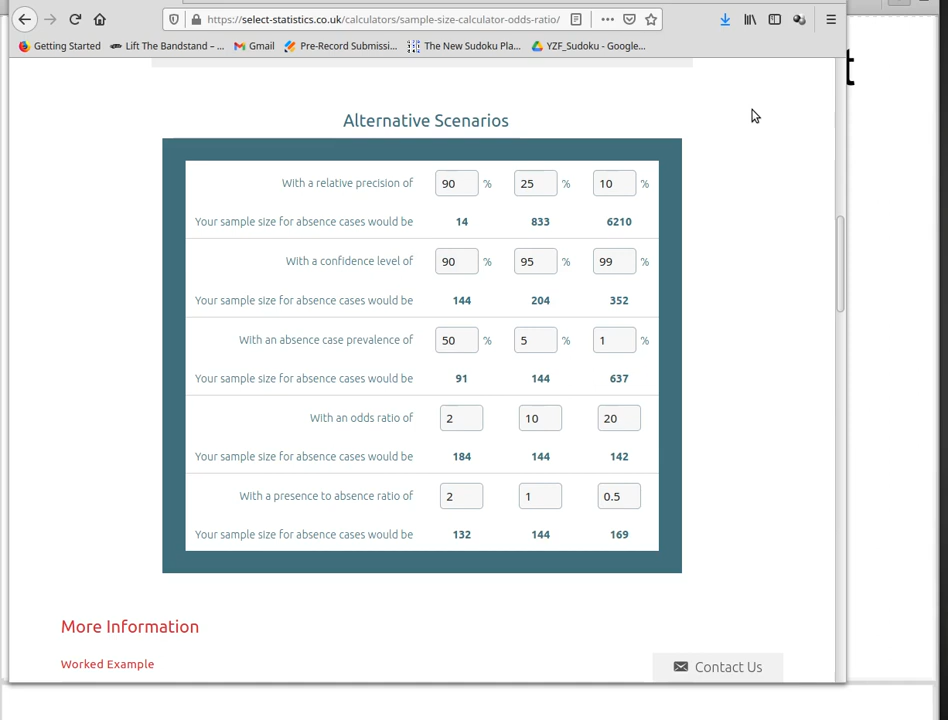 https://select-statistics.co.uk/calculators/sample-size-calculator-odds-ratio/
Getting Started Lift The Bandstand – ... Gmail Pre-Record Submissi... The New Sudoku Pla... YZF_Sudoku - Google...
t
Alternative Scenarios
With a relative precision of 90 % 25 % 10 %
Your sample size for absence cases would be 14 833 6210
With a confidence level of 90 % 95 % 99 %
Your sample size for absence cases would be 144 204 352
With an absence case prevalence of 50 % 5 % 1 %
Your sample size for absence cases would be 91 144 637
With an odds ratio of 2 10 20
Your sample size for absence cases would be 184 144 142
With a presence to absence ratio of 2 1 0.5
Your sample size for absence cases would be 132 144 169
More Information
Worked Example
Contact Us